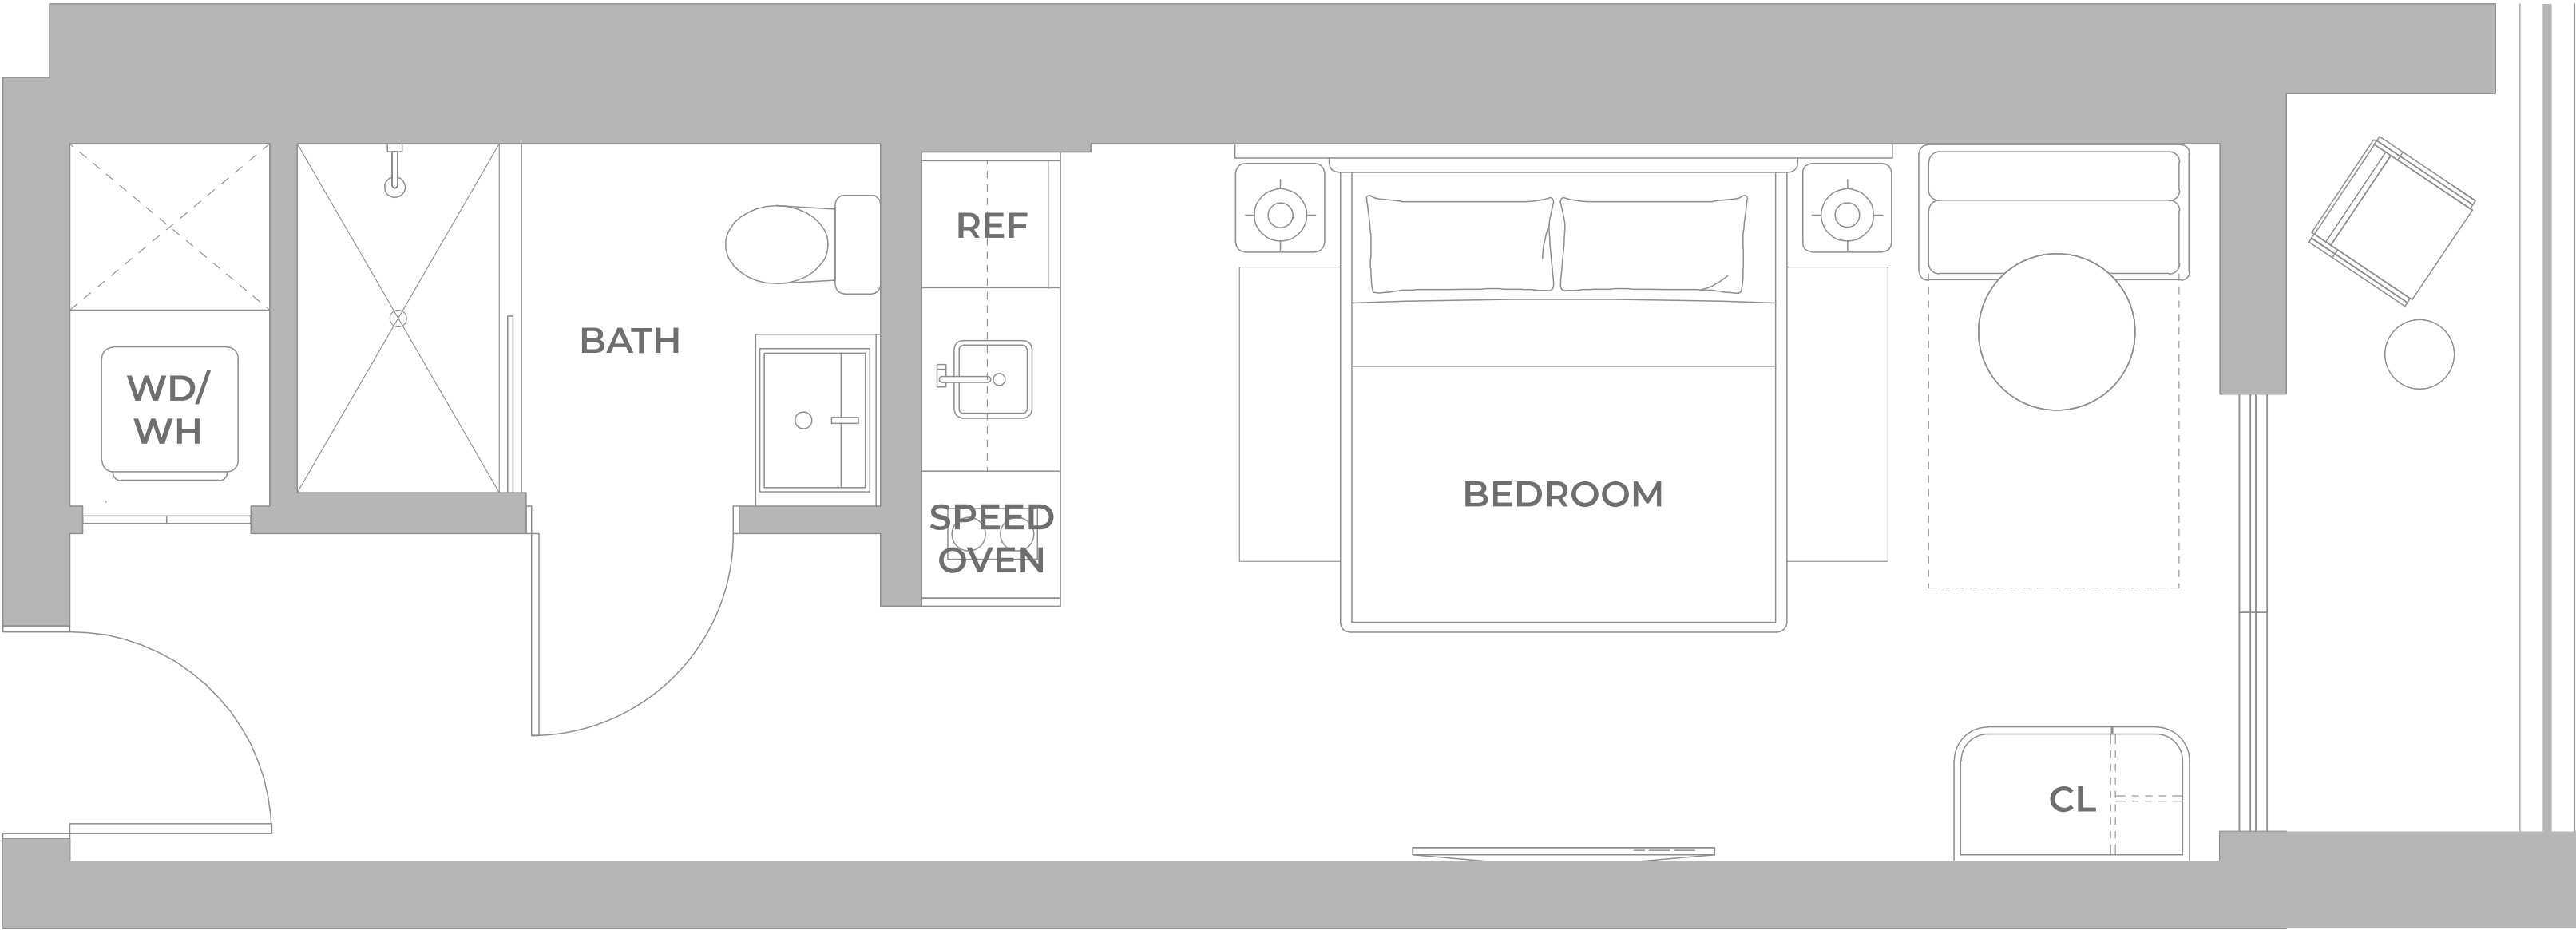 WD/
WH
BATH
REF
SPEED
OVEN
BEDROOM
CL